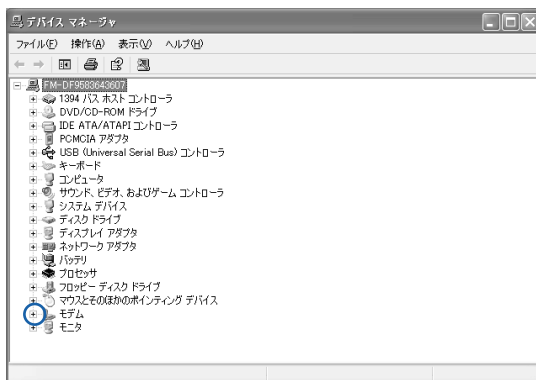 デバイス マネージャ
ファイル(F) 操作(A) 表示(V) ヘルプ(H)
FM-DF9583643607
1394 バス ホスト コントローラ
DVD/CD-ROM ドライブ
IDE ATA/ATAPI コントローラ
PCMCIA アダプタ
USB (Universal Serial Bus) コントローラ
キーボード
コンピュータ
サウンド、ビデオ、およびゲーム コントローラ
システム デバイス
ディスク ドライブ
ディスプレイ アダプタ
ネットワーク アダプタ
バッテリ
プロセッサ
フロッピー ディスク ドライブ
マウスとそのほかのポインティング デバイス
モデム
モニタ